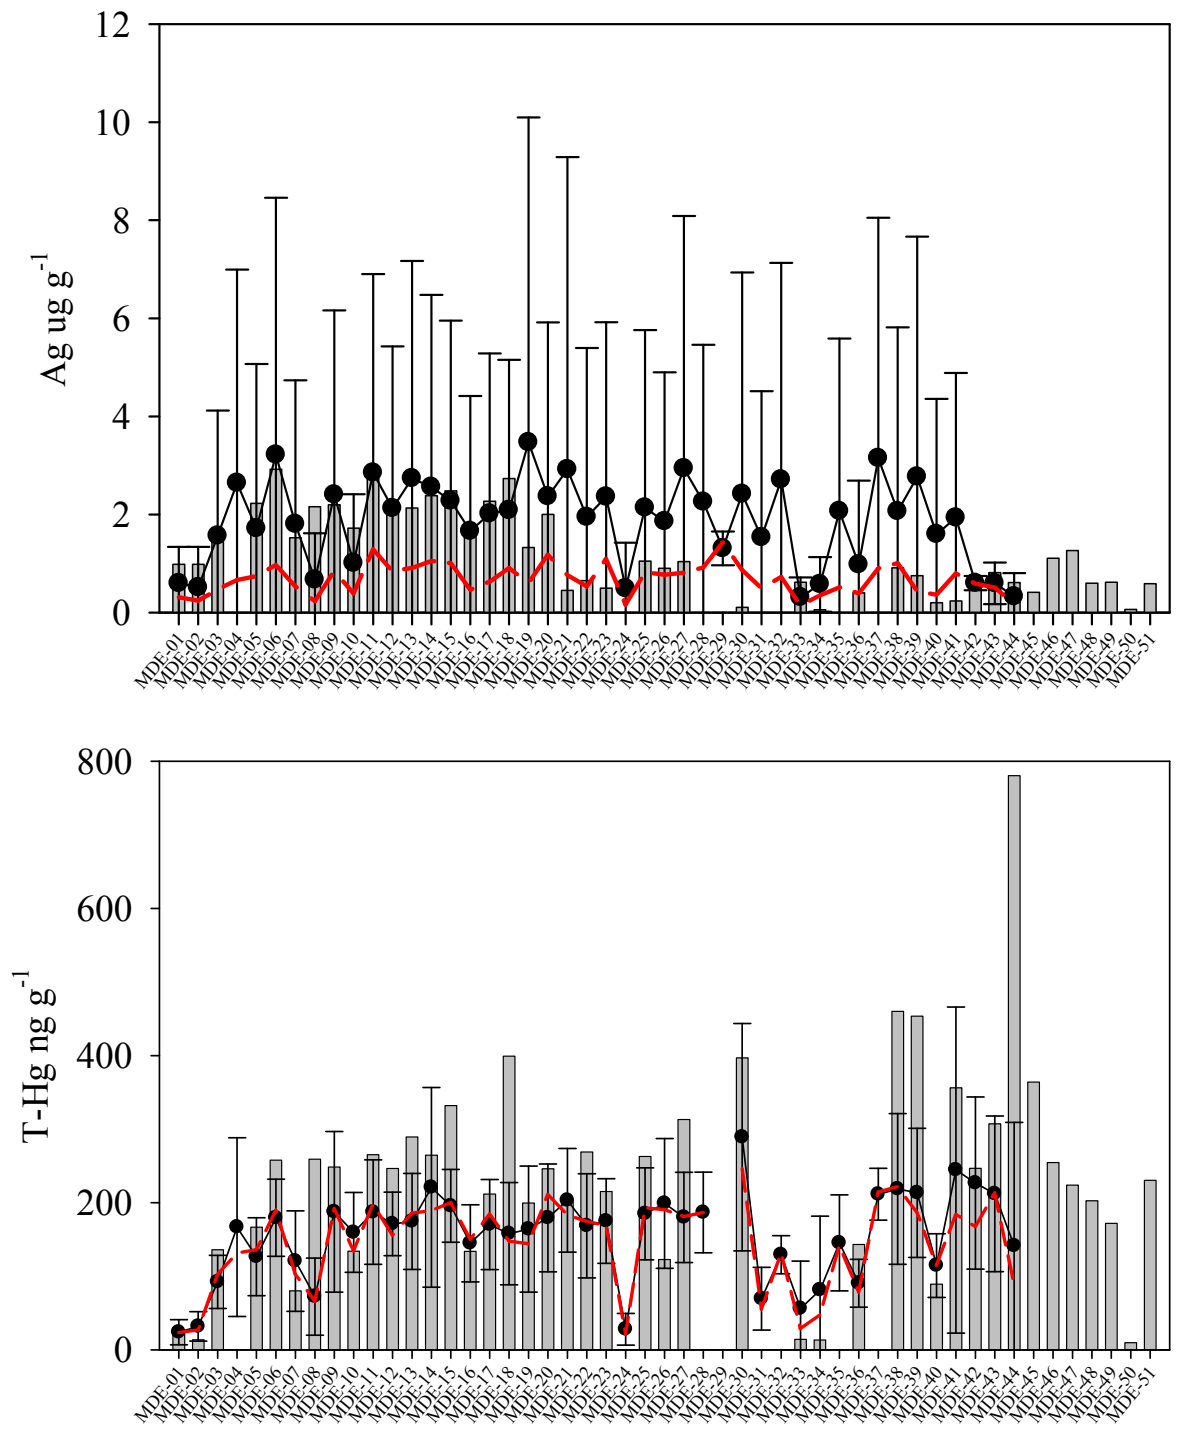 12
10
8
6
4
2
0
Ag ug g⁻¹
MDE-01
MDE-02
MDE-03
MDE-04
MDE-05
MDE-06
MDE-07
MDE-08
MDE-09
MDE-10
MDE-11
MDE-12
MDE-13
MDE-14
MDE-15
MDE-16
MDE-17
MDE-18
MDE-19
MDE-20
MDE-21
MDE-22
MDE-23
MDE-24
MDE-25
MDE-26
MDE-27
MDE-28
MDE-29
MDE-30
MDE-31
MDE-32
MDE-33
MDE-34
MDE-35
MDE-36
MDE-37
MDE-38
MDE-39
MDE-40
MDE-41
MDE-42
MDE-43
MDE-44
MDE-45
MDE-46
MDE-47
MDE-48
MDE-49
MDE-50
MDE-51
800
600
400
200
0
T-Hg ng g⁻¹
MDE-01
MDE-02
MDE-03
MDE-04
MDE-05
MDE-06
MDE-07
MDE-08
MDE-09
MDE-10
MDE-11
MDE-12
MDE-13
MDE-14
MDE-15
MDE-16
MDE-17
MDE-18
MDE-19
MDE-20
MDE-21
MDE-22
MDE-23
MDE-24
MDE-25
MDE-26
MDE-27
MDE-28
MDE-29
MDE-30
MDE-31
MDE-32
MDE-33
MDE-34
MDE-35
MDE-36
MDE-37
MDE-38
MDE-39
MDE-40
MDE-41
MDE-42
MDE-43
MDE-44
MDE-45
MDE-46
MDE-47
MDE-48
MDE-49
MDE-50
MDE-51